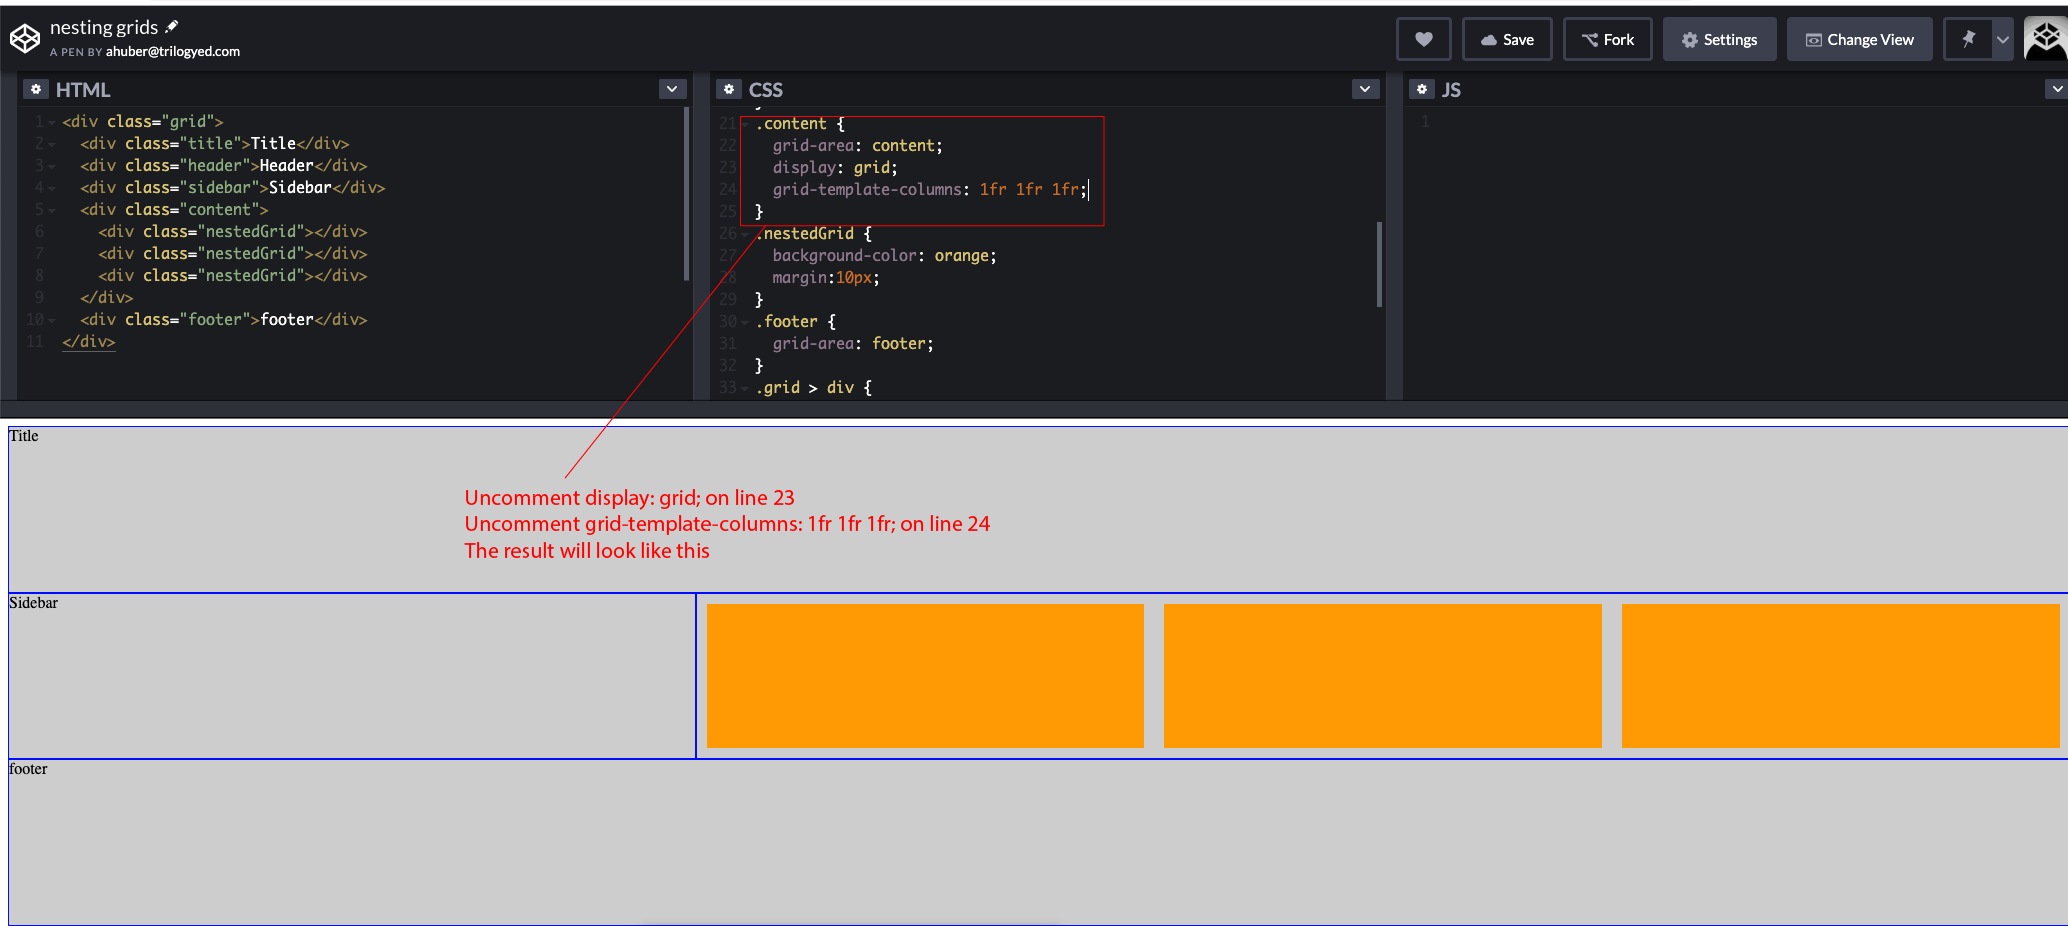 nesting grids
A PEN BY ahuber@trilogyed.com
Save
Fork
Settings
Change View
HTML
1 <div class="grid">
2 <div class="title">Title</div>
3 <div class="header">Header</div>
4 <div class="sidebar">Sidebar</div>
5 <div class="content">
6 <div class="nestedGrid"></div>
7 <div class="nestedGrid"></div>
8 <div class="nestedGrid"></div>
9 </div>
10 <div class="footer">footer</div>
11 </div>
CSS
21 .content {
22 grid-area: content;
23 display: grid;
24 grid-template-columns: 1fr 1fr 1fr;
25 }
26 .nestedGrid {
27 background-color: orange;
28 margin:10px;
29 }
30 .footer {
31 grid-area: footer;
32 }
33 .grid > div {
JS
1
Title
Uncomment display: grid; on line 23
Uncomment grid-template-columns: 1fr 1fr 1fr; on line 24
The result will look like this
Sidebar
footer